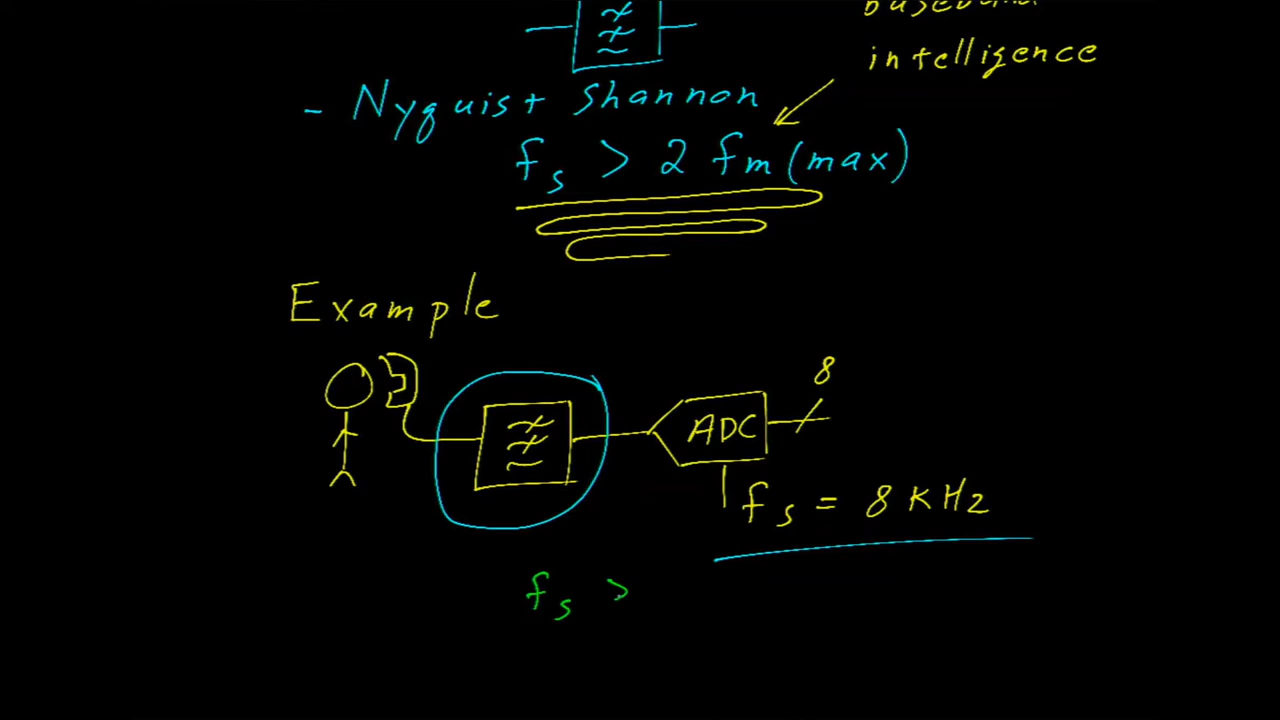 intelligence
- Nyquist Shannon
fs > 2 fm (max)
Example
8
ADC
fs = 8 KHz
fs >